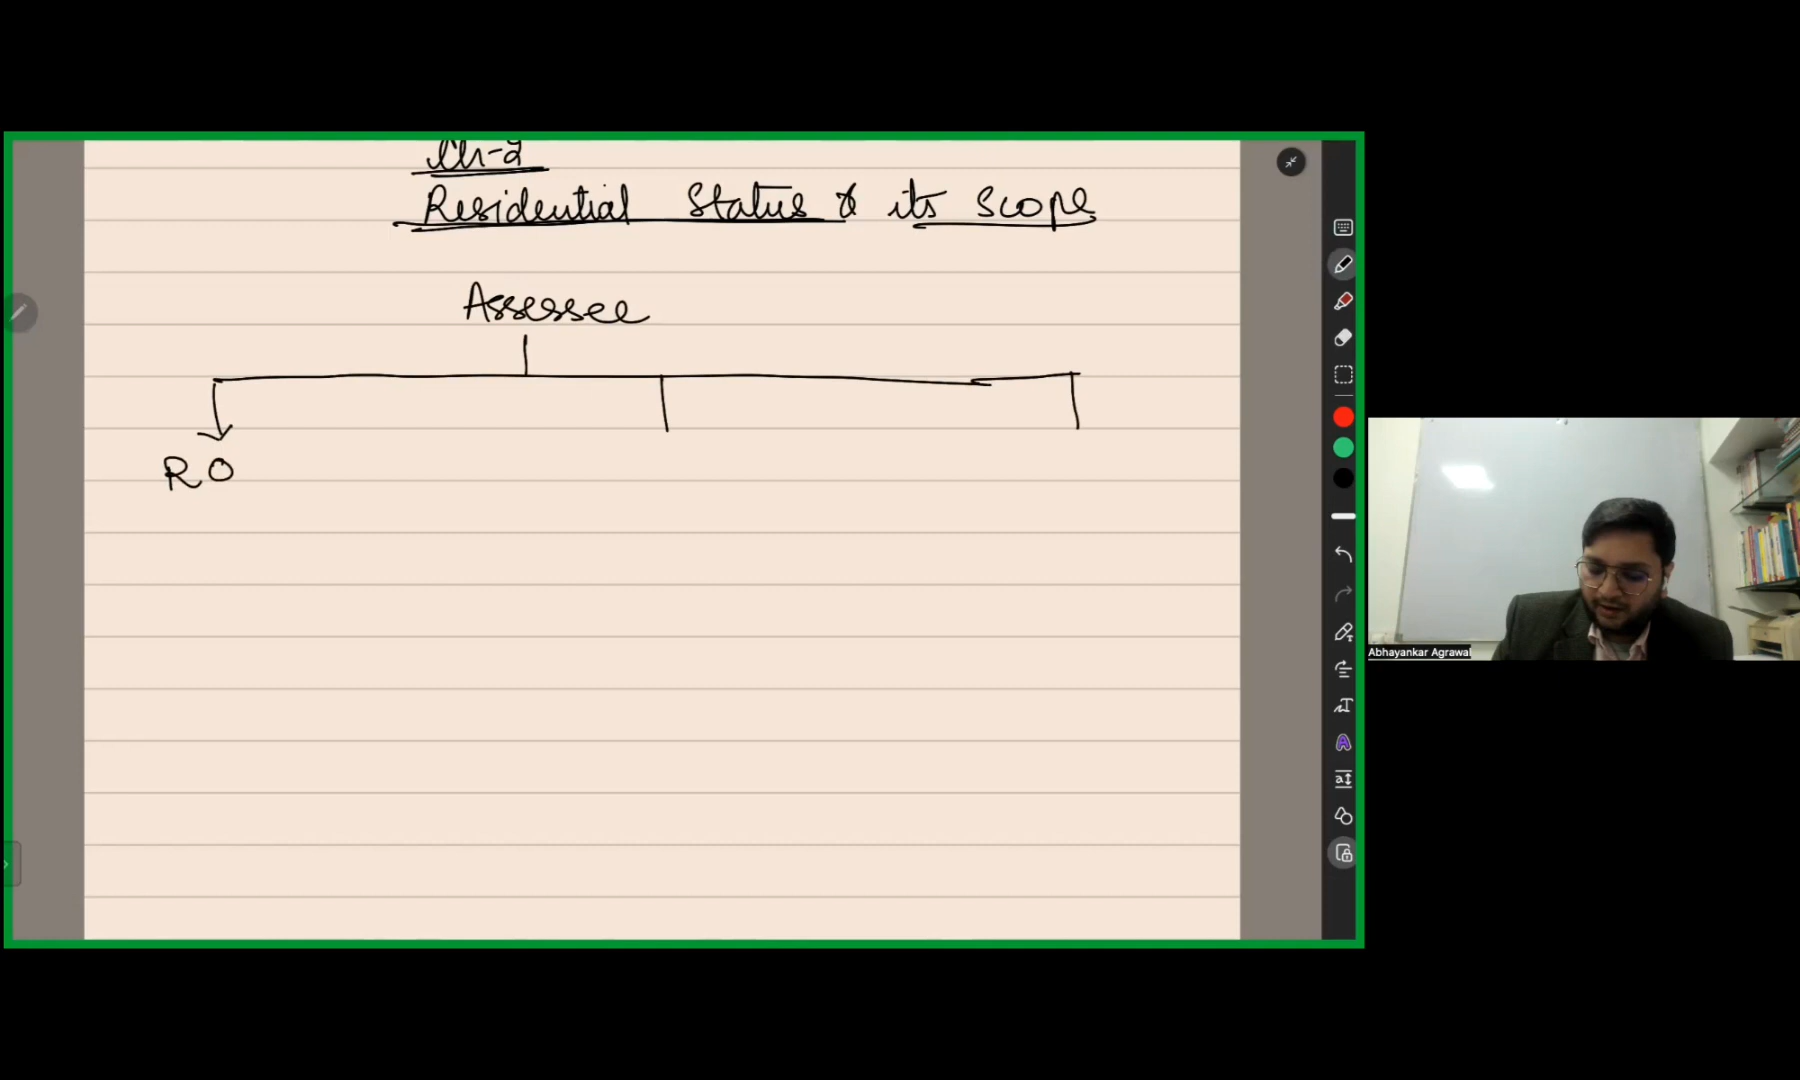 Ch-2
Residential Status & its Scope
Assessee
RO
Abhayankar Agrawal